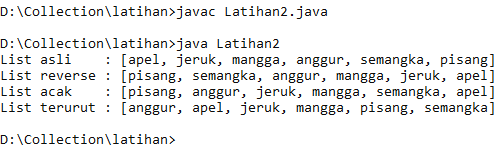 D:\Collection\latihan>javac Latihan2.java
D:\Collection\latihan>java Latihan2
List asli    : [apel, jeruk, mangga, anggur, semangka, pisang]
List reverse : [pisang, semangka, anggur, mangga, jeruk, apel]
List acak    : [pisang, anggur, jeruk, mangga, semangka, apel]
List terurut : [anggur, apel, jeruk, mangga, pisang, semangka]
D:\Collection\latihan>